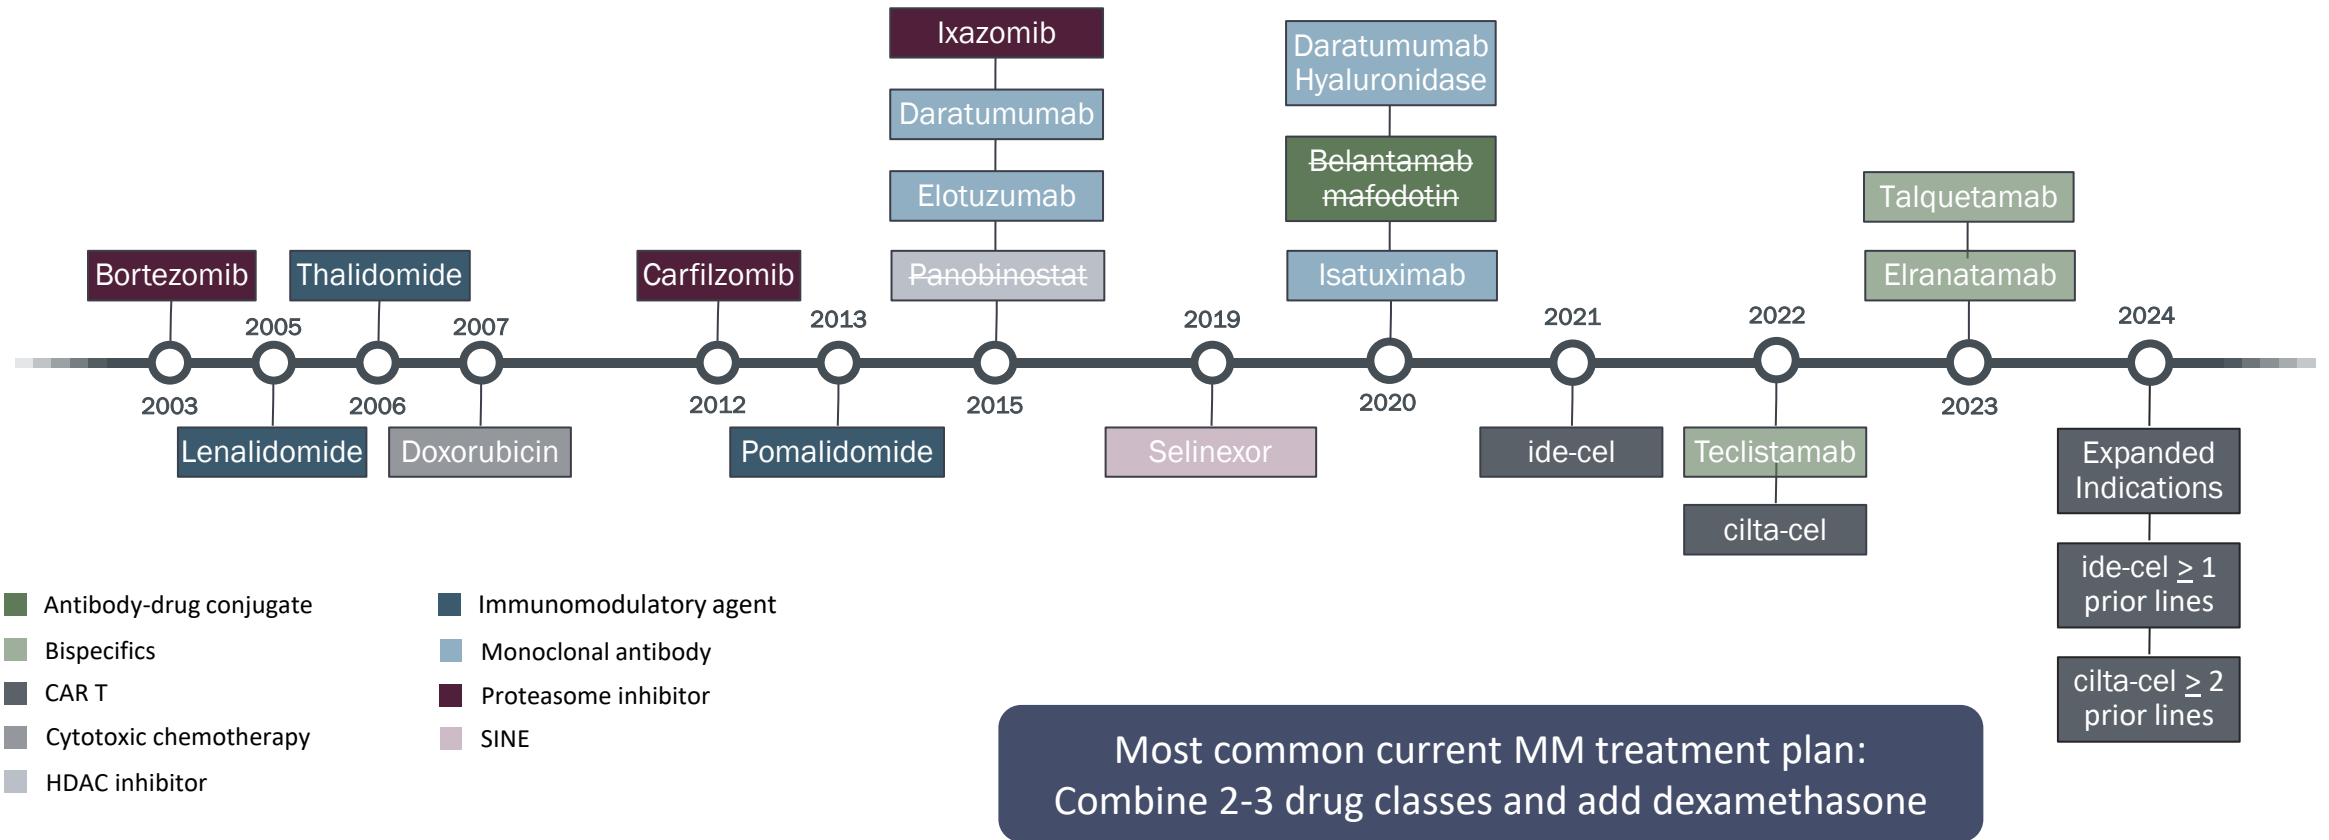 Ixazomib
Daratumumab
Elotuzumab
Panobinostat
Daratumumab
Hyaluronidase
Belantamab
mafodotin
Isatuximab
Talquetamab
Elranatamab
Bortezomib
Thalidomide
Carfilzomib
2005
2007
2013
2019
2021
2022
2024
2003
2006
2012
2015
2020
2023
Lenalidomide
Doxorubicin
Pomalidomide
Selinexor
ide-cel
Teclistamab
cilta-cel
Expanded
Indications
ide-cel ≥ 1
prior lines
cilta-cel ≥ 2
prior lines
Antibody-drug conjugate
Bispecifics
CAR T
Cytotoxic chemotherapy
HDAC inhibitor
Immunomodulatory agent
Monoclonal antibody
Proteasome inhibitor
SINE
Most common current MM treatment plan:
Combine 2-3 drug classes and add dexamethasone